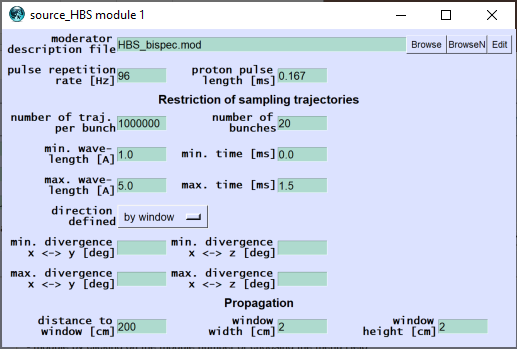 source_HBS module 1
moderator
description file HBS_bispec.mod Browse BrowseN Edit
pulse repetition proton pulse
rate [Hz] 96 length [ms] 0.167
Restriction of sampling trajectories
number of traj. number of
per bunch 1000000 bunches 20
min. wave-
length [A] 1.0 min. time [ms] 0.0
max. wave-
length [A] 5.0 max. time [ms] 1.5
direction
defined by window
min. divergence min. divergence
x <-> y [deg] x <-> z [deg]
max. divergence max. divergence
x <-> y [deg] x <-> z [deg]
Propagation
distance to window window
window [cm] 200 width [cm] 2 height [cm] 2